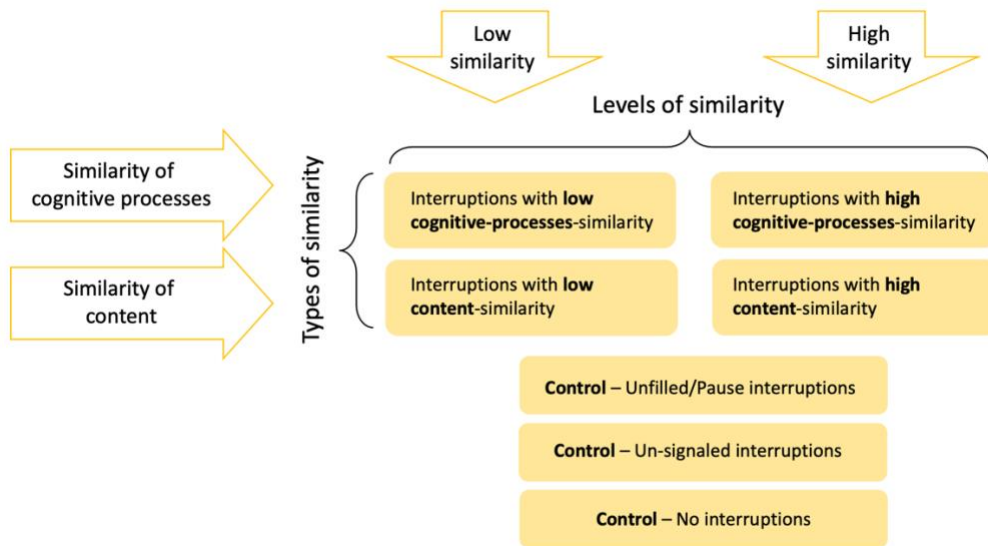 Low
similarity
High
similarity
Levels of similarity
Similarity of
cognitive processes
Similarity of
content
Types of similarity
Interruptions with low
cognitive-processes-similarity
Interruptions with high
cognitive-processes-similarity
Interruptions with low
content-similarity
Interruptions with high
content-similarity
Control – Unfilled/Pause interruptions
Control – Un-signaled interruptions
Control – No interruptions